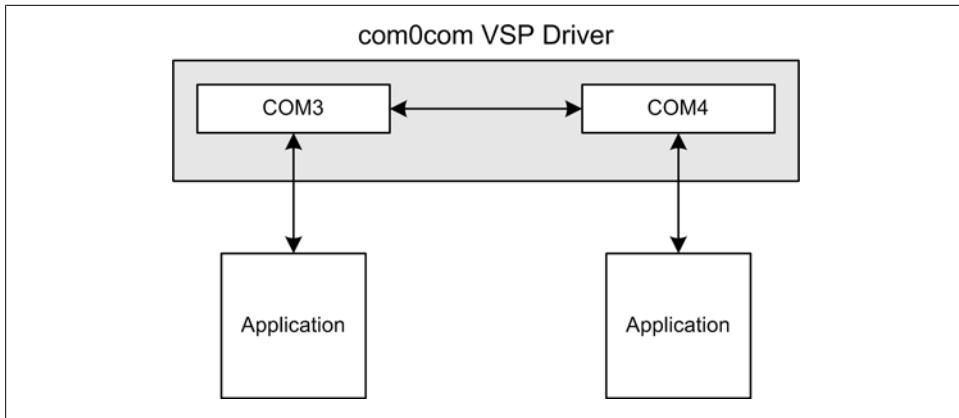 com0com VSP Driver
COM3
COM4
Application
Application